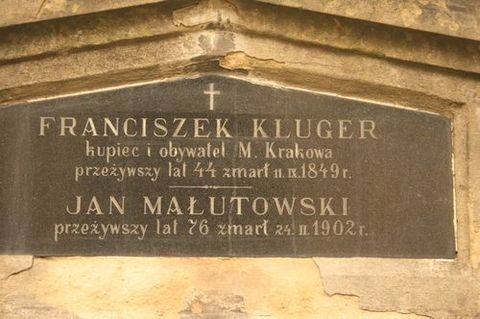 FRANCISZEK KLUGER
kupiec i obywatel M. Krakowa
przeżywszy lat 44 zmarł 11. IX. 1849 r.
JAN MAŁUTOWSKI
przeżywszy lat 76 zmarł 24. II. 1902 r.